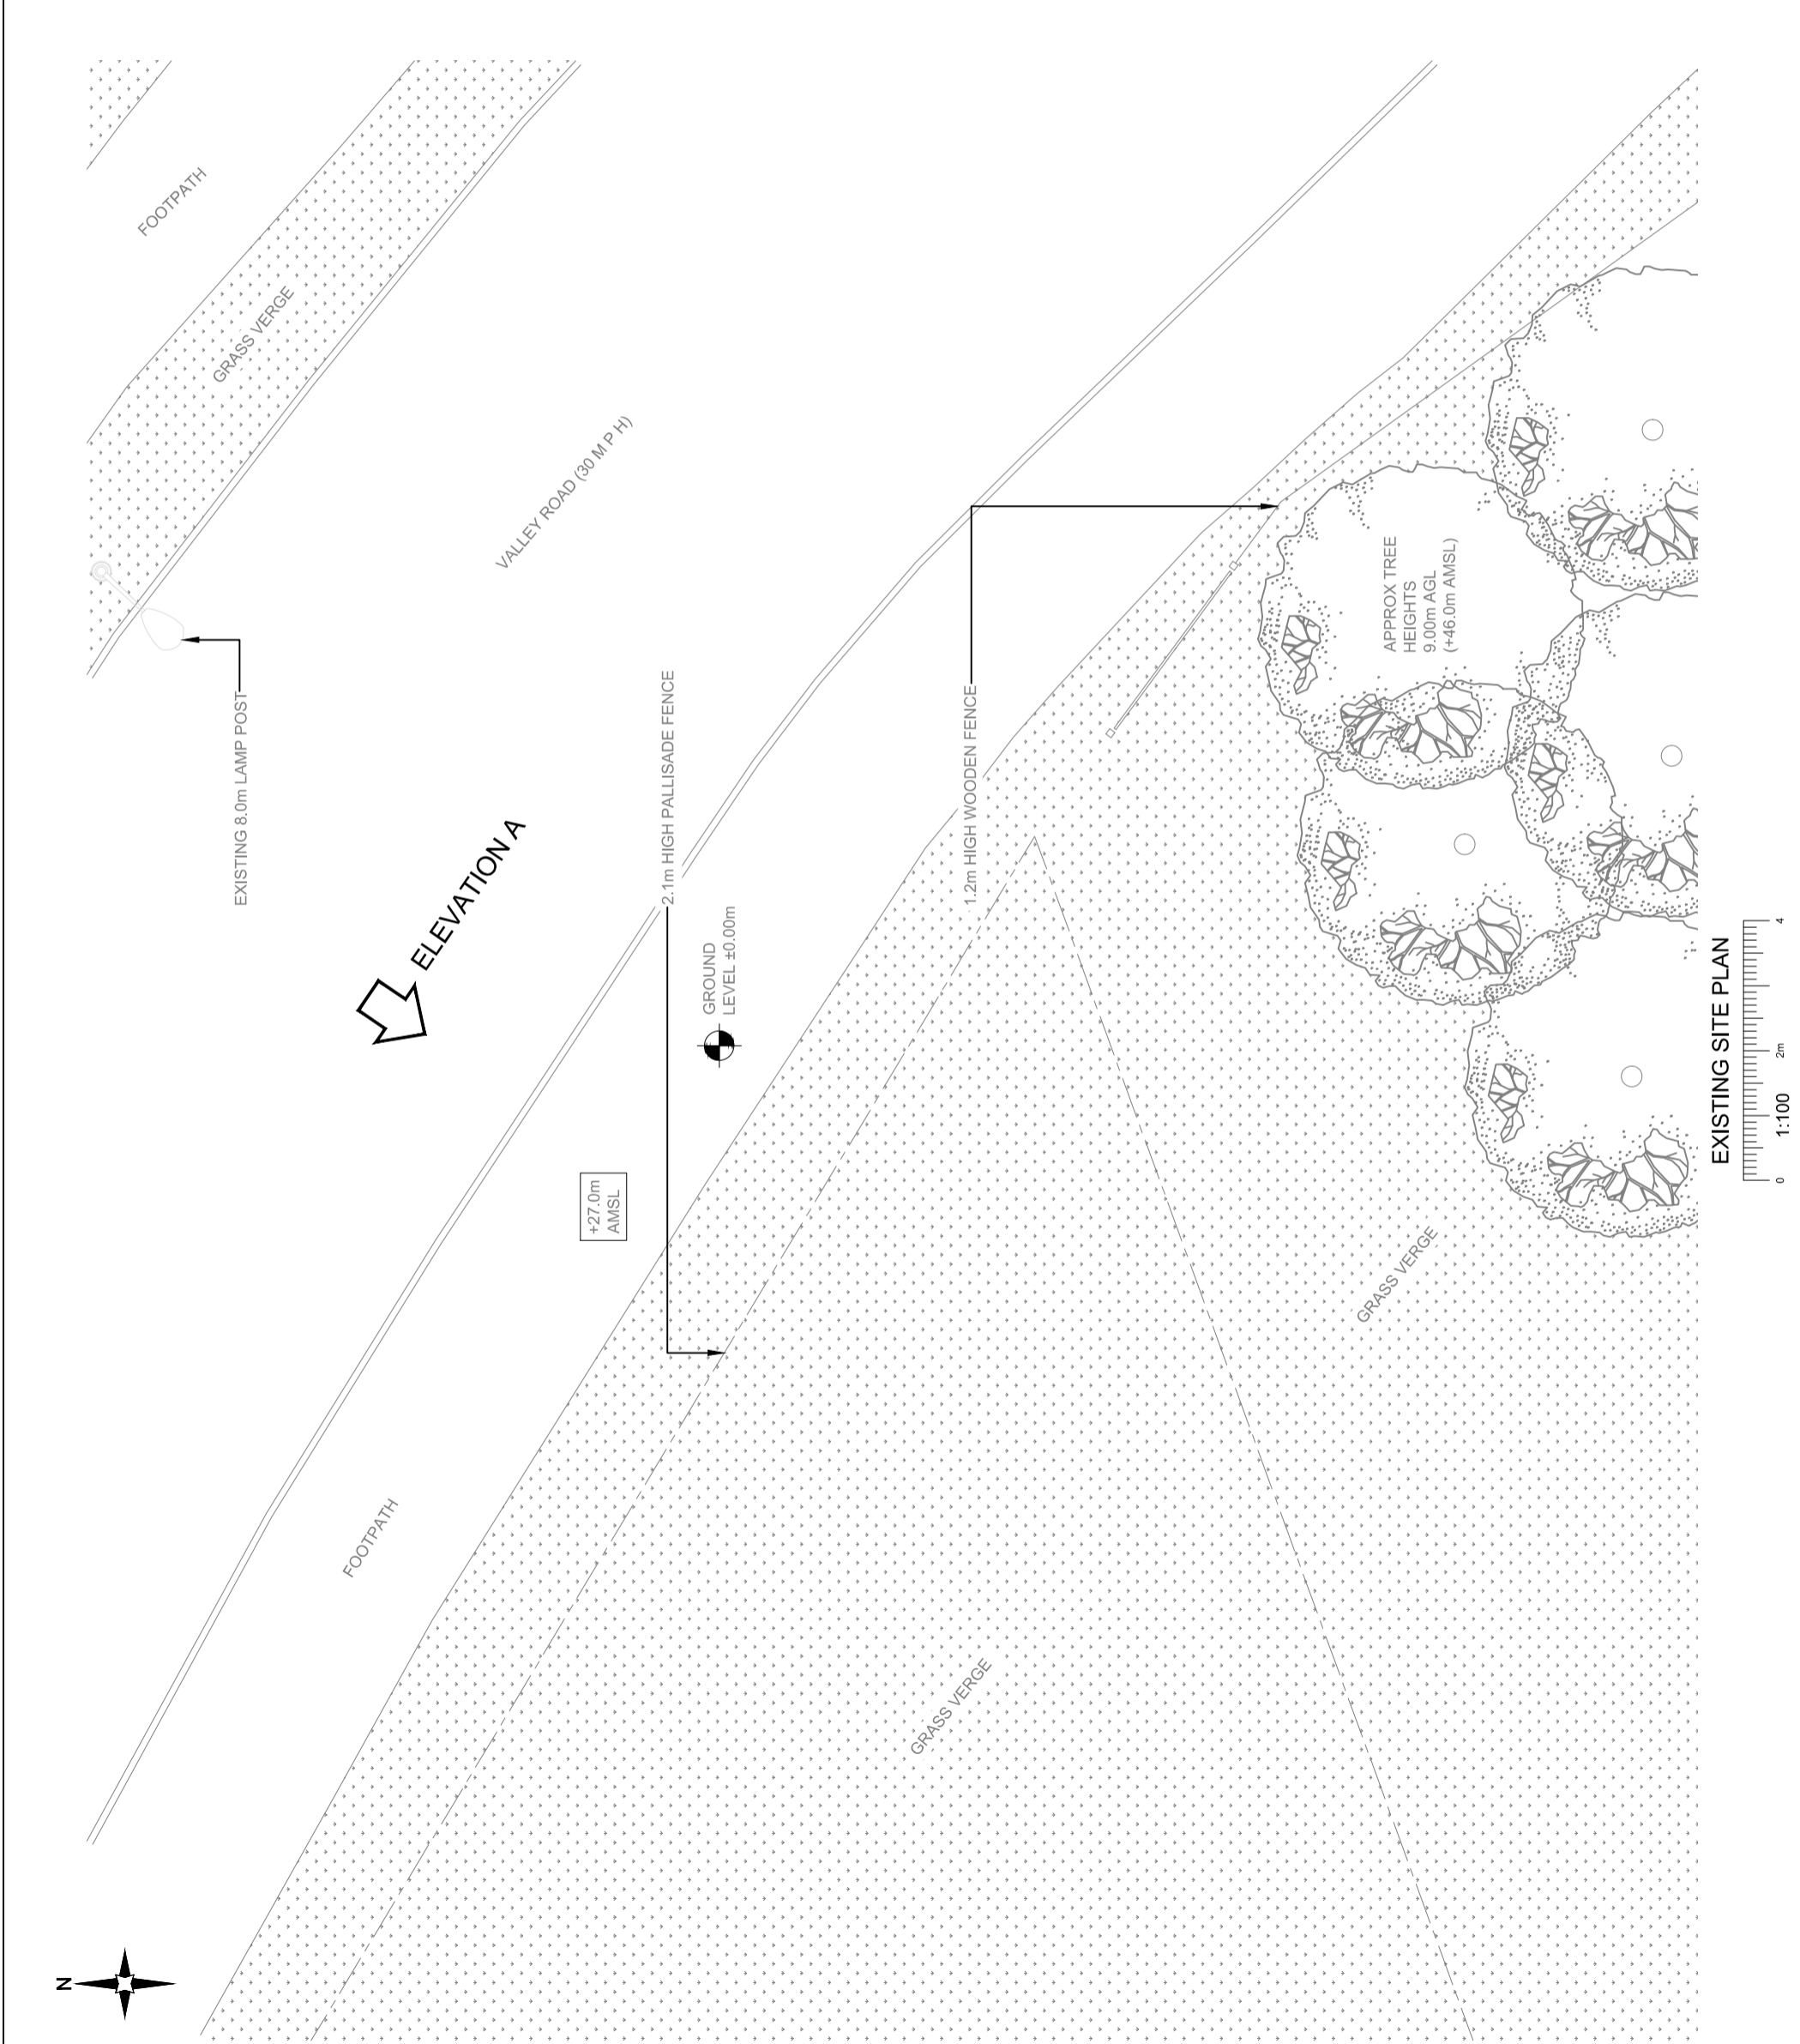 FOOTPATH
GRASS VERGE
VALLEY ROAD (30 M P H)
EXISTING 8.0m LAMP POST
ELEVATION A
2.1m HIGH PALLISADE FENCE
1.2m HIGH WOODEN FENCE
APPROX TREE
HEIGHTS
9.00m AGL
(+46.0m AMSL)
GROUND
LEVEL ±0.00m
+27.0m
AMSL
FOOTPATH
GRASS VERGE
GRASS VERGE
N
EXISTING SITE PLAN
0
2m
4
1:100